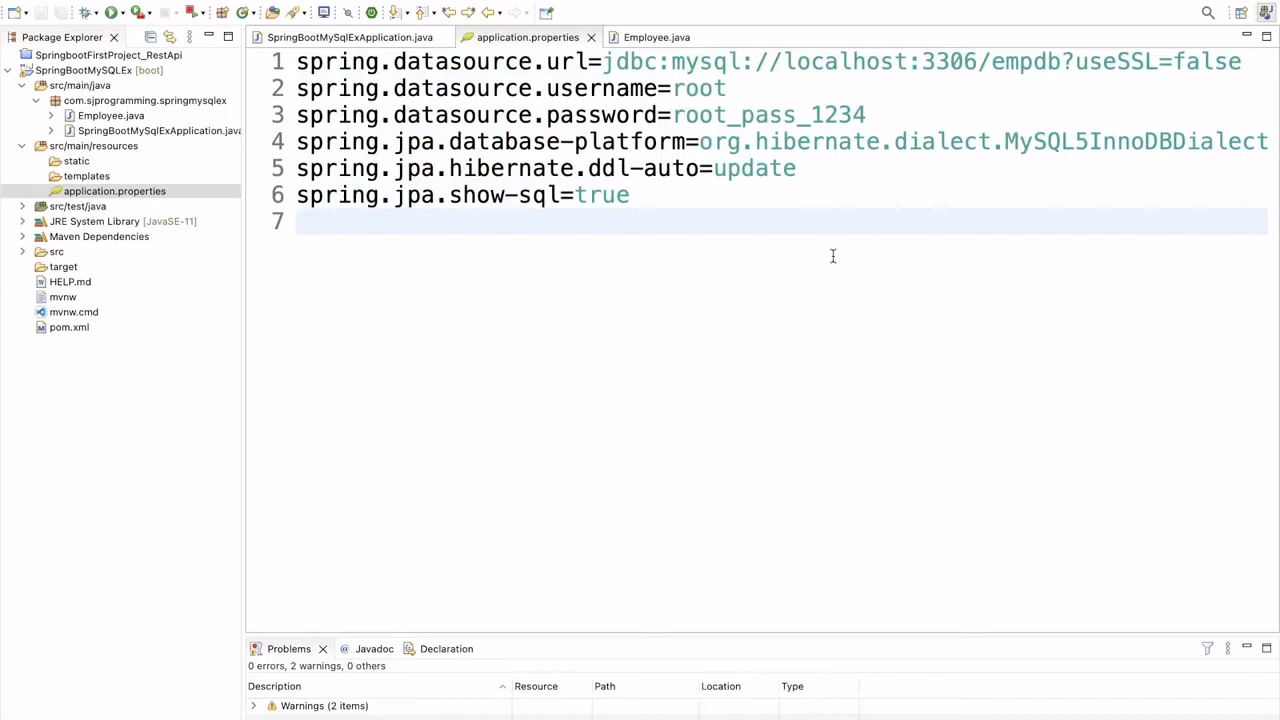 Package Explorer
SpringBootMySqlExApplication.java
application.properties
Employee.java
SpringbootFirstProject_RestApi
SpringBootMySQLEx [boot]
src/main/java
com.sjprogramming.springmysqlex
Employee.java
SpringBootMySqlExApplication.java
src/main/resources
static
templates
application.properties
src/test/java
JRE System Library [JavaSE-11]
Maven Dependencies
src
target
HELP.md
mvnw
mvnw.cmd
pom.xml
1 spring.datasource.url=jdbc:mysql://localhost:3306/empdb?useSSL=false
2 spring.datasource.username=root
3 spring.datasource.password=root_pass_1234
4 spring.jpa.database-platform=org.hibernate.dialect.MySQL5InnoDBDialect
5 spring.jpa.hibernate.ddl-auto=update
6 spring.jpa.show-sql=true
7
Problems
@ Javadoc
Declaration
0 errors, 2 warnings, 0 others
Description Resource Path Location Type
Warnings (2 items)